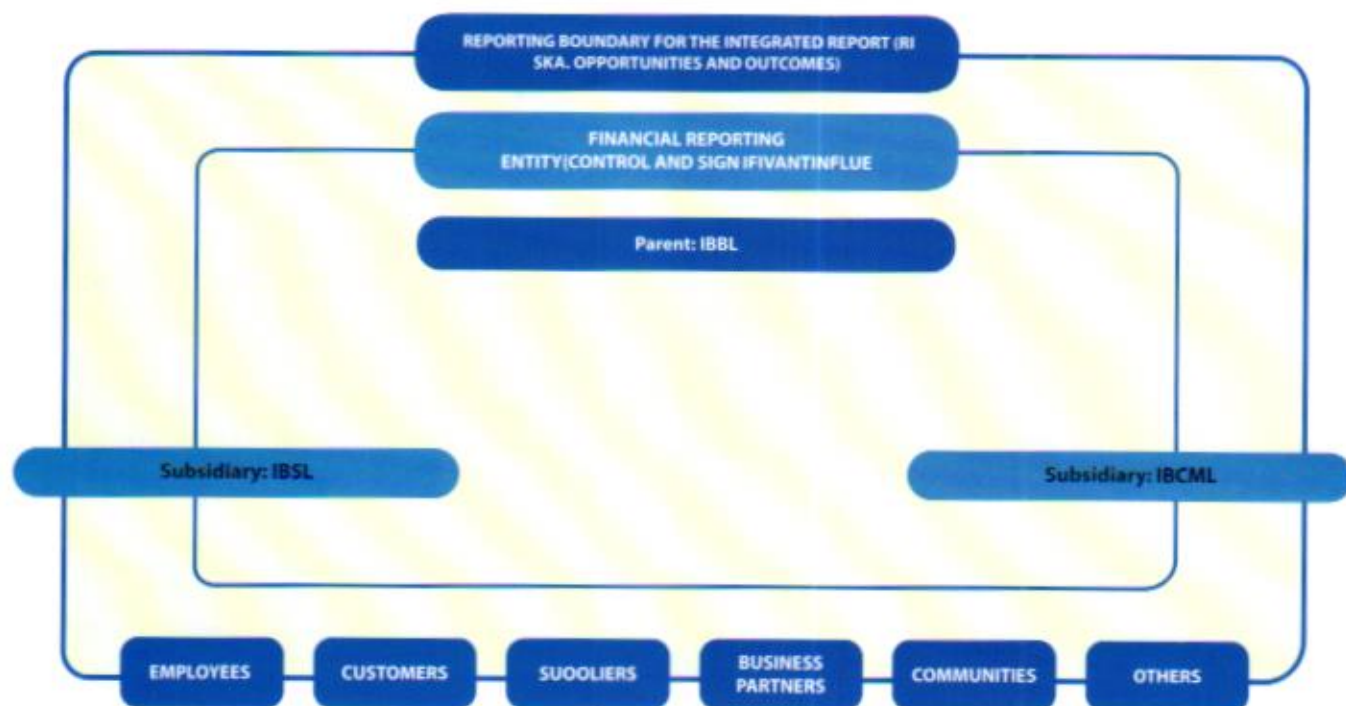 REPORTING BOUNDARY FOR THE INTEGRATED REPORT (RI
SKA. OPPORTUNITIES AND OUTCOMES)
FINANCIAL REPORTING
ENTITY(CONTROL AND SIGN IFIVANTINFLUE
Parent: IBBL
Subsidiary: IBSL
Subsidiary: IBCML
EMPLOYEES
CUSTOMERS
SUOOLIERS
BUSINESS
PARTNERS
COMMUNITIES
OTHERS